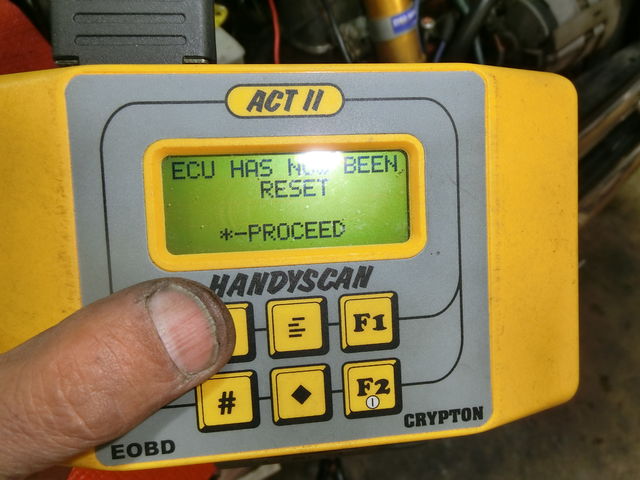 ACT II
ECU HAS NOW BEEN
RESET
*-PROCEED
HANDYSCAN
F1
#
F2
CRYPTON
EOBD